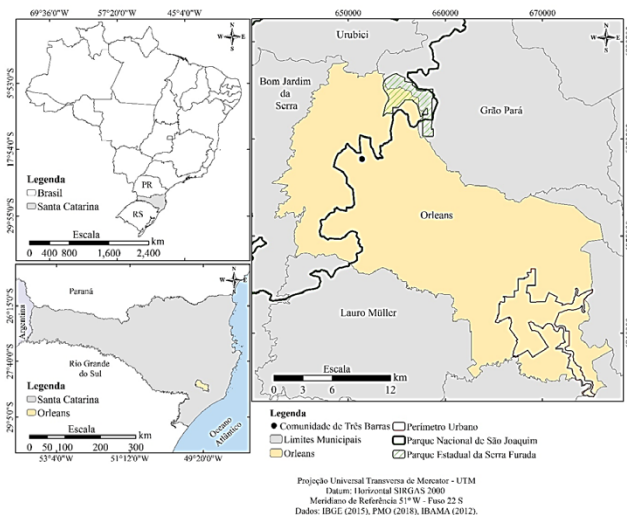 69°36'0"W 57°20'0"W 45°4'0"W
N
W E
S
5°53'0"S
17°54'0"S
29°55'0"S
PR
RS
Legenda
Brasil
Santa Catarina
Escala
km
0 400 800 1,600 2,400
N
W E
S
Paraná
Argentina
26°15'0"S
27°40'0"S
29°5'0"S
Rio Grande
do Sul
Legenda
Santa Catarina
Orleans
Escala
km
0 50 100 200 300
Oceano
Atlântico
53°4'0"W 51°12'0"W 49°20'0"W
650000 660000 670000
N
W E
S
Urubici
Bom Jardim
da
Serra
Grão Pará
Orleans
Lauro Müller
Escala
km
0 3 6 12
Legenda
Comunidade de Três Barras
Perímetro Urbano
Limites Municipais
Parque Nacional de São Joaquim
Orleans
Parque Estadual da Serra Furada
Projeção Universal Transversa de Mercator - UTM
Datum: Horizontal SIRGAS 2000
Meridiano de Referência 51° W - Fuso 22 S
Dados: IBGE (2015), PMO (2018), IBAMA (2012).